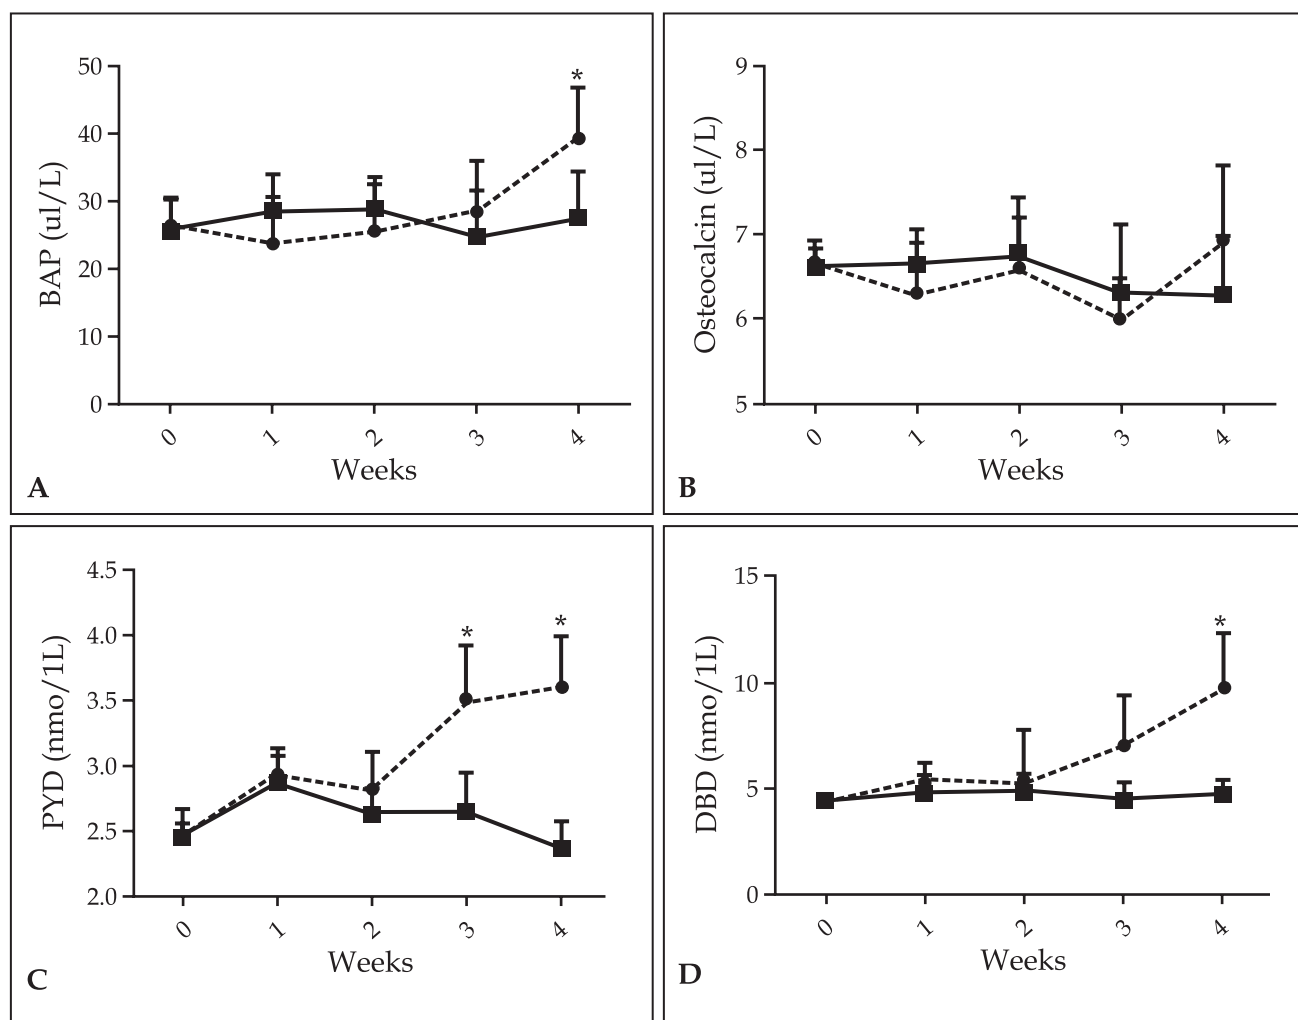 50
40
30
20
10
0
BAP (ul/L)
*
0 1 2 3 4
Weeks
A
9
8
7
6
5
Osteocalcin (ul/L)
0 1 2 3 4
Weeks
B
4.5
4.0
3.5
3.0
2.5
2.0
PYD (nmo/1L)
* *
0 1 2 3 4
Weeks
C
15
10
5
0
DBD (nmo/1L)
*
0 1 2 3 4
Weeks
D